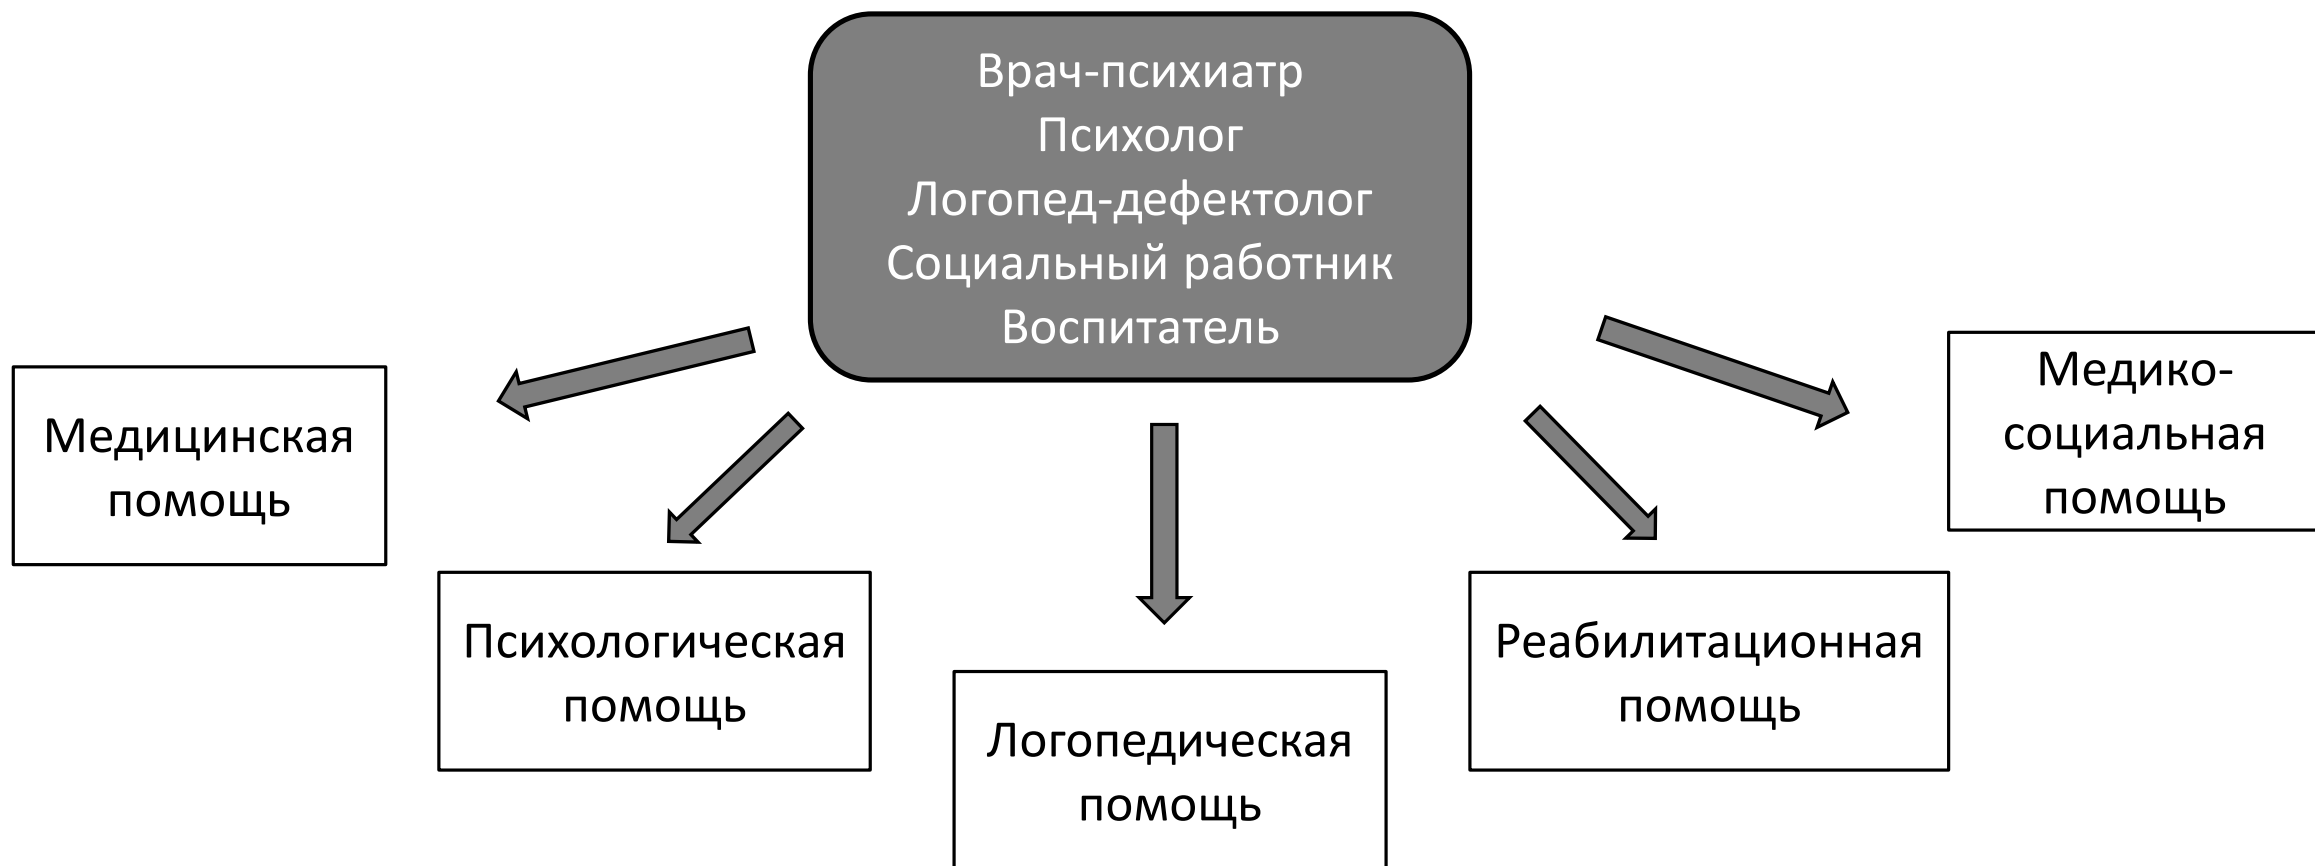 Врач-психиатр
Психолог
Логопед-дефектолог
Социальный работник
Воспитатель
Медицинская
помощь
Психологическая
помощь
Логопедическая
помощь
Реабилитационная
помощь
Медико-
социальная
помощь